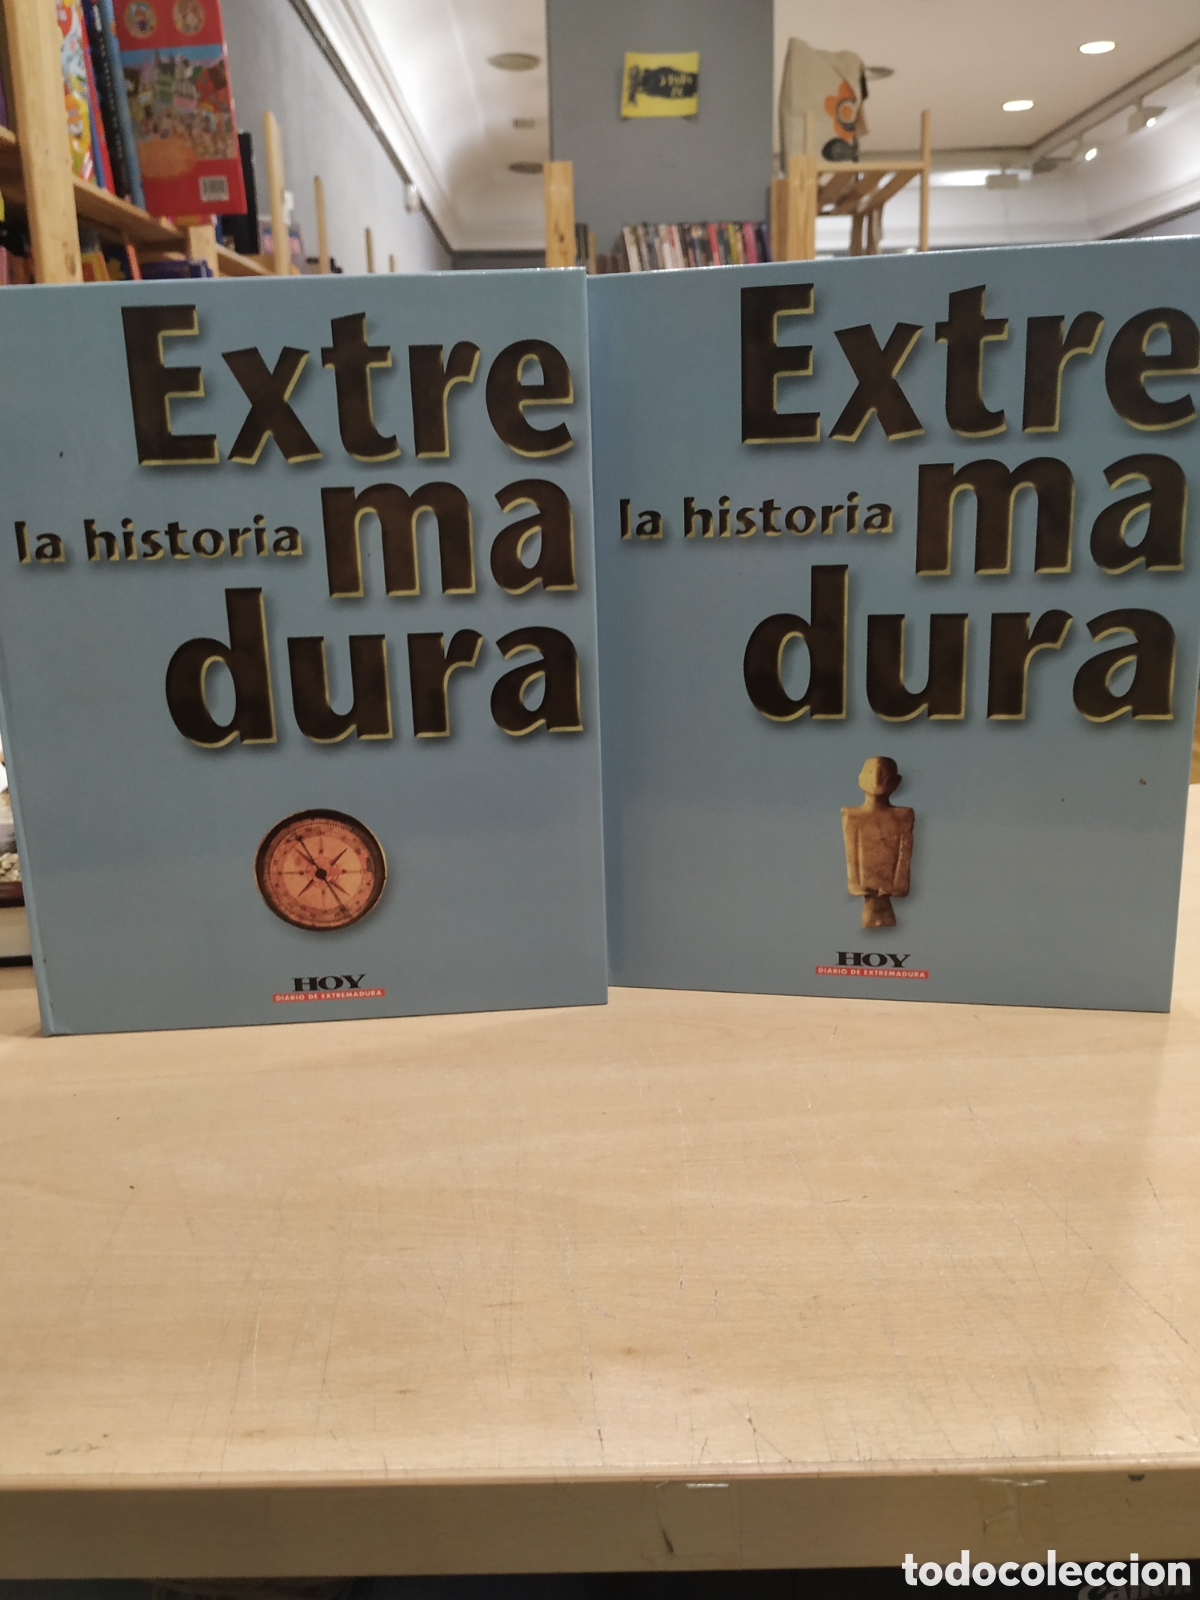 Extre
la historia ma
dura
HOY
DIARIO DE EXTREMADURA
Extre
la historia ma
dura
HOY
DIARIO DE EXTREMADURA
todocoleccion